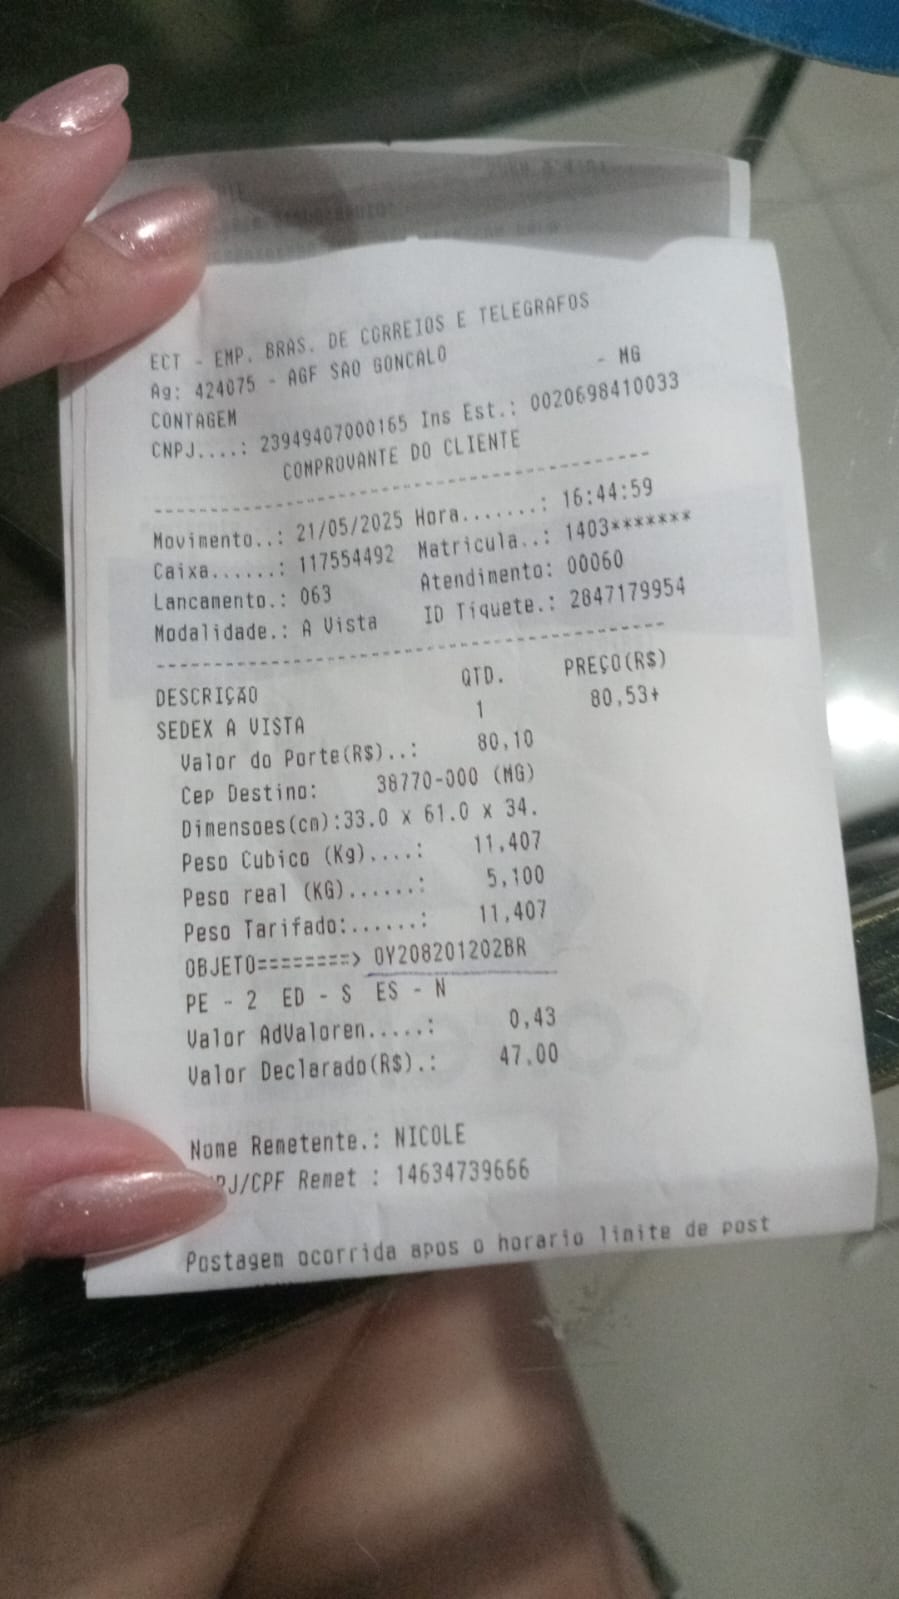 ECT - EMP. BRAS. DE CORREIOS E TELEGRAFOS
Ag: 424075 - AGF SAO GONCALO
CONTAGEM - MG
CNPJ....: 23949407000165 Ins Est.: 0020698410033
COMPROVANTE DO CLIENTE
Movimento..: 21/05/2025 Hora.......: 16:44:59
Caixa......: 117554492 Matricula..: 1403*******
Lancamento.: 063 Atendimento: 00060
Modalidade.: A Vista ID Tiquete.: 2847179954
DESCRIÇÃO QTD. PREÇO(R$)
SEDEX A VISTA 1 80,53+
Valor do Porte(R$)..: 80,10
Cep Destino: 38770-000 (MG)
Dimensoes(cm):33.0 x 61.0 x 34.
Peso Cubico (Kg)....: 11,407
Peso real (KG)......: 5,100
Peso Tarifado:......: 11,407
OBJETO========> OY208201202BR
PE - 2 ED - S ES - N
Valor AdValoren.....: 0,43
Valor Declarado(R$).: 47,00
Nome Remetente.: NICOLE
PJ/CPF Remet : 14634739666
Postagem ocorrida apos o horario limite de post